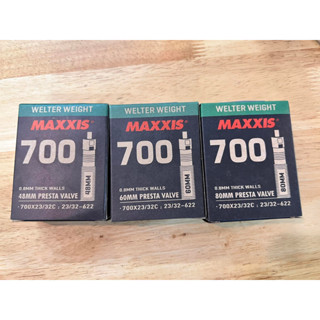 WELTER WEIGHT
MAXXIS
700
48MM
0.8MM THICK WALLS
48MM PRESTA VALVE
·700X23/32C , 23/32-622
WELTER WEIGHT
MAXXIS
700
60MM
0.8MM THICK WALLS
60MM PRESTA VALVE
·700X23/32C , 23/32-622
WELTER WEIGHT
MAXXIS
700
80MM
0.8MM THICK WALLS
80MM PRESTA VALVE
·700X23/32C , 23/32-622